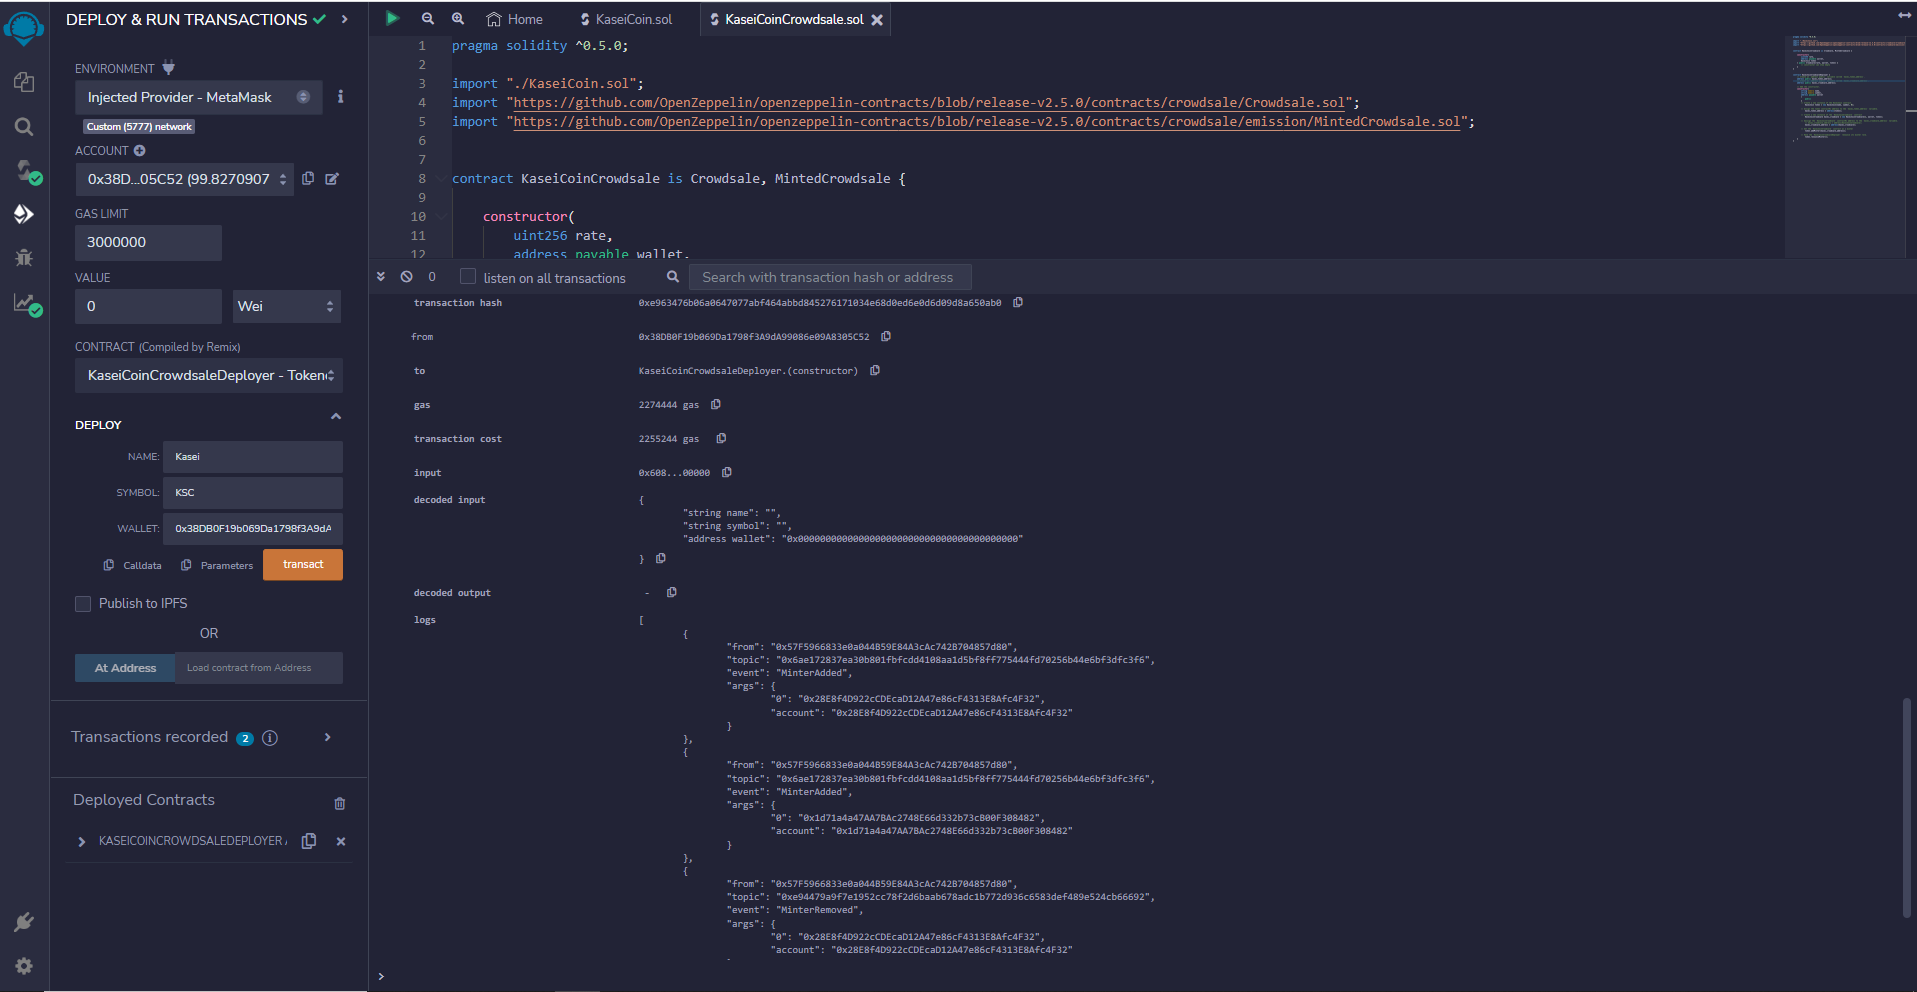 DEPLOY & RUN TRANSACTIONS
ENVIRONMENT
Injected Provider - MetaMask
Custom (5777) network
ACCOUNT
0x38D...05C52 (99.8270907
GAS LIMIT
3000000
VALUE
0
Wei
CONTRACT (Compiled by Remix)
KaseiCoinCrowdsaleDeployer - Token
DEPLOY
NAME: Kasei
SYMBOL: KSC
WALLET: 0x38DB0F19b069Da1798f3A9dA
Calldata Parameters transact
Publish to IPFS
OR
At Address Load contract from Address
Transactions recorded 2
Deployed Contracts
KASEICOINCROWDSALEDEPLOYER
Home KaseiCoin.sol KaseiCoinCrowdsale.sol
1 pragma solidity ^0.5.0;
2
3 import "./KaseiCoin.sol";
4 import "https://github.com/OpenZeppelin/openzeppelin-contracts/blob/release-v2.5.0/contracts/crowdsale/Crowdsale.sol";
5 import "https://github.com/OpenZeppelin/openzeppelin-contracts/blob/release-v2.5.0/contracts/crowdsale/emission/MintedCrowdsale.sol";
6
7
8 contract KaseiCoinCrowdsale is Crowdsale, MintedCrowdsale {
9
10 constructor(
11 uint256 rate,
12 address payable wallet,
0 listen on all transactions Search with transaction hash or address
transaction hash 0xe963476b06a0647077abf464abbd845276171034e68d0ed6e0d6d09d8a650ab0
from 0x38DB0F19b069Da1798f3A9dA99086e09A8305C52
to KaseiCoinCrowdsaleDeployer.(constructor)
gas 2274444 gas
transaction cost 2255244 gas
input 0x608...00000
decoded input {
"string name": "",
"string symbol": "",
"address wallet": "0x0000000000000000000000000000000000000000"
}
decoded output -
logs [
{
"from": "0x57F5966833e0a044B59E84A3cAc742B704857d80",
"topic": "0x6ae172837ea30b801fbfcdd4108aa1d5bf8ff775444fd70256b44e6bf3dfc3f6",
"event": "MinterAdded",
"args": {
"0": "0x28E8f4D922cCDEcaD12A47e86cF4313E8Afc4F32",
"account": "0x28E8f4D922cCDEcaD12A47e86cF4313E8Afc4F32"
}
},
{
"from": "0x57F5966833e0a044B59E84A3cAc742B704857d80",
"topic": "0x6ae172837ea30b801fbfcdd4108aa1d5bf8ff775444fd70256b44e6bf3dfc3f6",
"event": "MinterAdded",
"args": {
"0": "0x1d71a4a47AA7BAc2748E66d332b73cB00F308482",
"account": "0x1d71a4a47AA7BAc2748E66d332b73cB00F308482"
}
},
{
"from": "0x57F5966833e0a044B59E84A3cAc742B704857d80",
"topic": "0xe94479a9f7e1952cc78f2d6baab678adc1b772d936c6583def489e524cb66692",
"event": "MinterRemoved",
"args": {
"0": "0x28E8f4D922cCDEcaD12A47e86cF4313E8Afc4F32",
"account": "0x28E8f4D922cCDEcaD12A47e86cF4313E8Afc4F32"
>